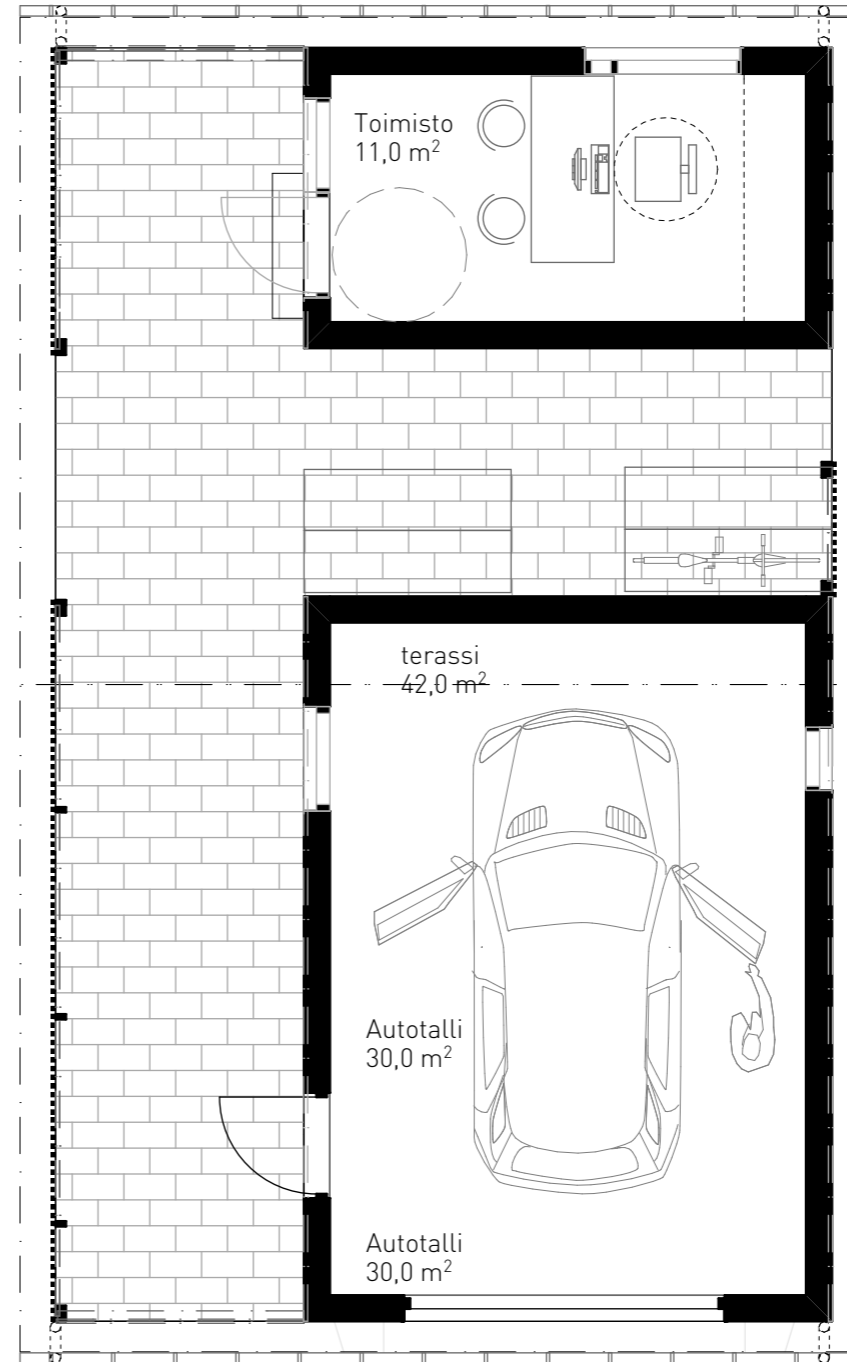 Toimisto
11,0 m²
terassi
42,0 m²
Autotalli
30,0 m²
Autotalli
30,0 m²